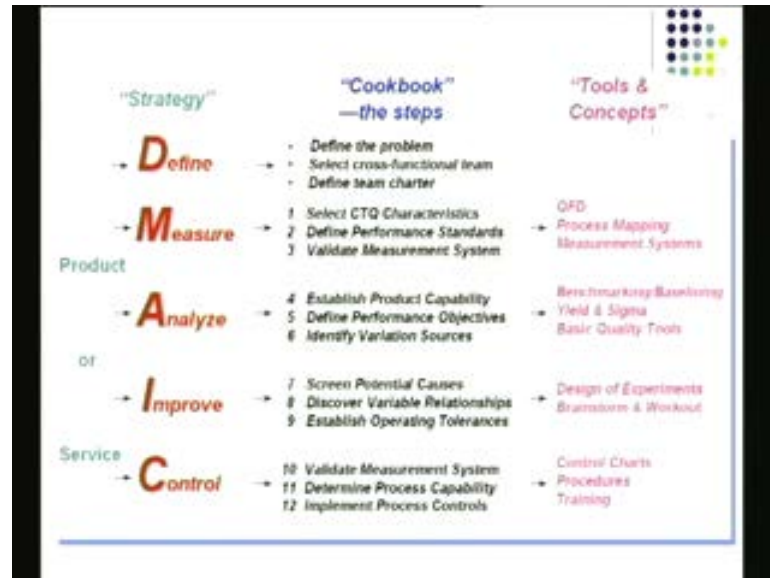 "Strategy"
"Cookbook"
—the steps
"Tools &
Concepts"
Define
- Define the problem
- Select cross-functional team
- Define team charter
Measure
1 Select CTQ Characteristics
2 Define Performance Standards
3 Validate Measurement System
QFD
Process Mapping
Measurement Systems
Product
Analyze
4 Establish Product Capability
5 Define Performance Objectives
6 Identify Variation Sources
Benchmarking/Baselining
Yield & Sigma
Basic Quality Tools
or
Improve
7 Screen Potential Causes
8 Discover Variable Relationships
9 Establish Operating Tolerances
Design of Experiments
Brainstorm & Workout
Service
Control
10 Validate Measurement System
11 Determine Process Capability
12 Implement Process Controls
Control Charts
Procedures
Training